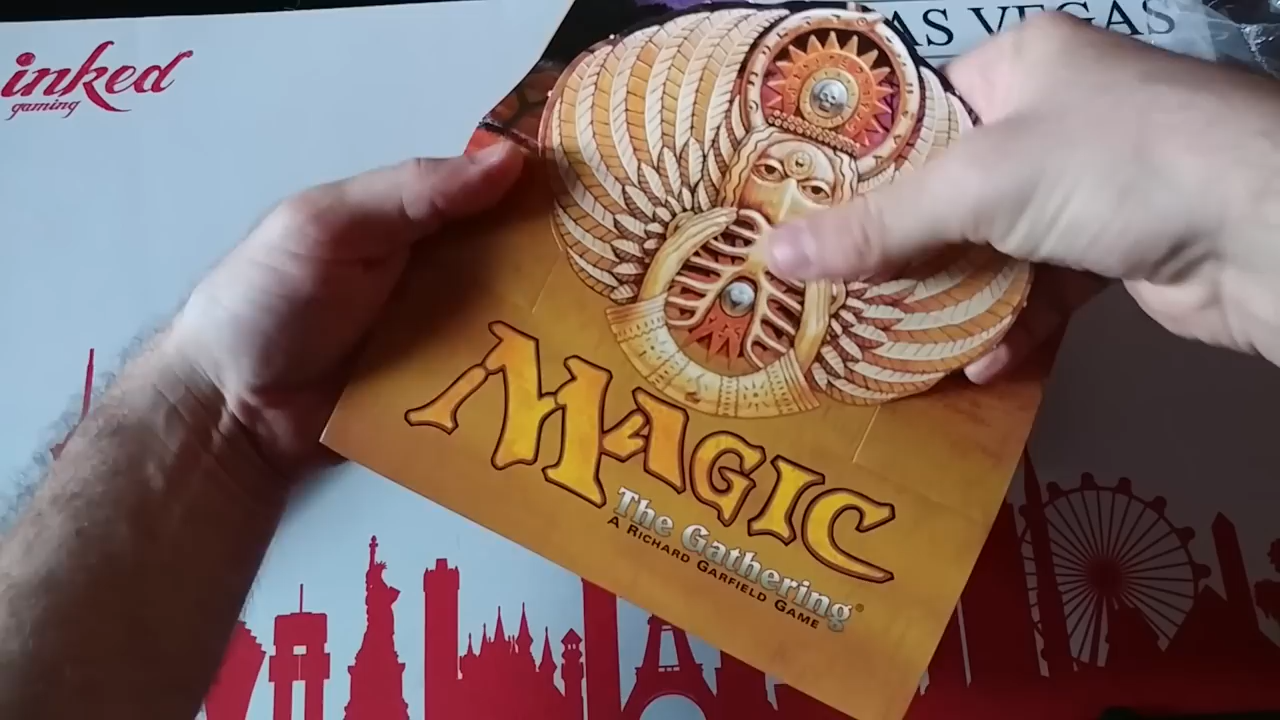 inked
gaming
AS VEGAS
MAGIC
The Gathering®
A RICHARD GARFIELD GAME